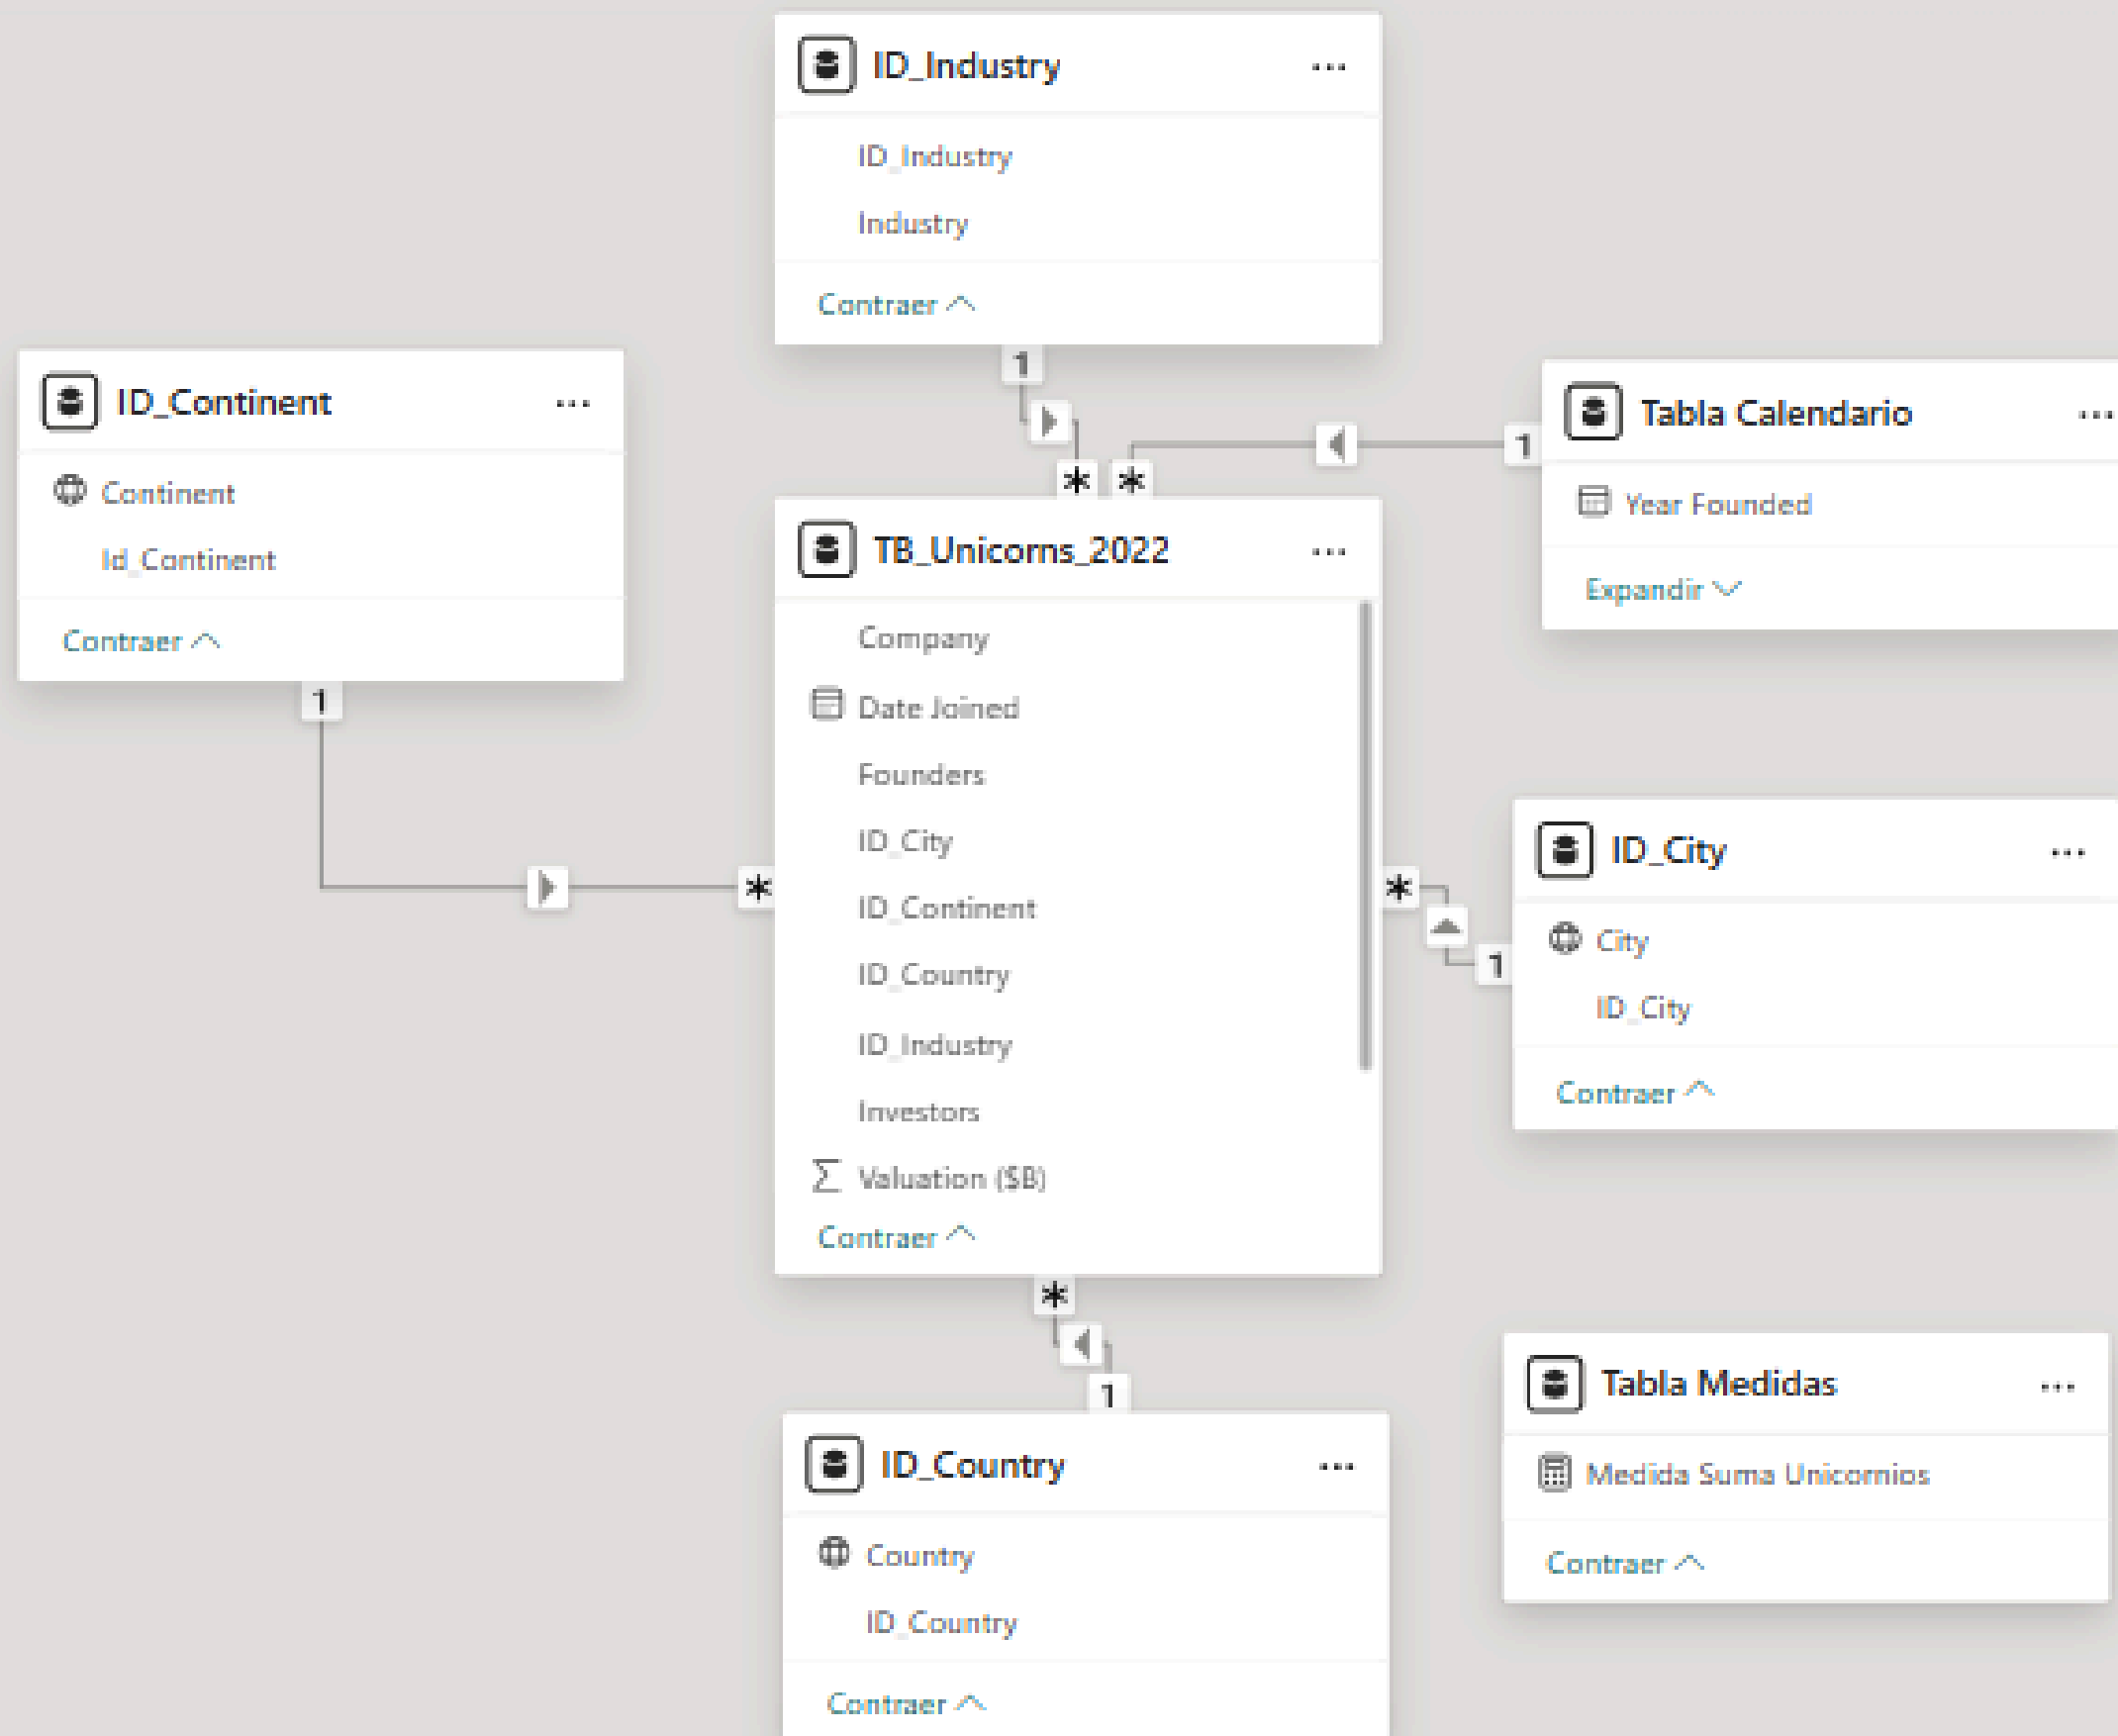 ID_Industry
ID_Industry
Industry
Contraer
1
ID_Continent
Continent
Id_Continent
Contraer
1
*
Tabla Calendario
Year Founded
Expandir
1
*
*
TB_Unicorns_2022
Company
Date Joined
Founders
ID_City
ID_Continent
ID_Country
ID_Industry
Investors
Valuation ($B)
Contraer
*
1
ID_City
City
ID_City
Contraer
*
1
ID_Country
Country
ID_Country
Contraer
Tabla Medidas
Medida Suma Unicornios
Contraer